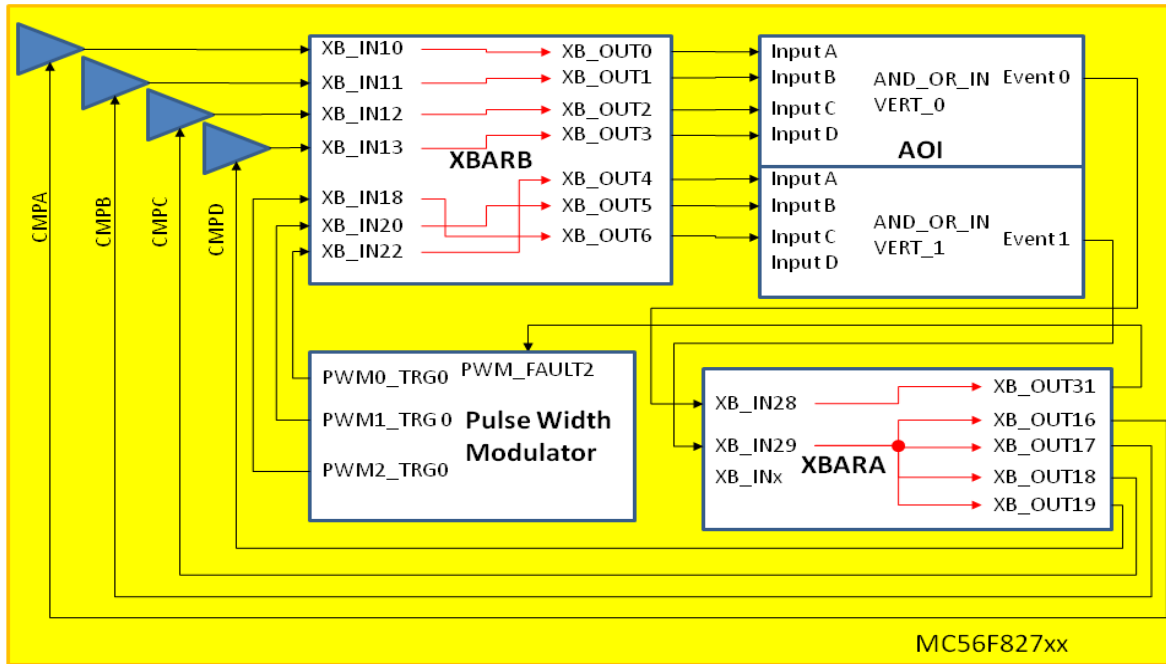 CMPA
CMPB
CMPC
CMPD
XB_IN10
XB_IN11
XB_IN12
XB_IN13
XB_IN18
XB_IN20
XB_IN22
XBARB
XB_OUT0
XB_OUT1
XB_OUT2
XB_OUT3
XB_OUT4
XB_OUT5
XB_OUT6
Input A
Input B
Input C
Input D
AND_OR_IN
VERT_0
Event 0
AOI
Input A
Input B
Input C
Input D
AND_OR_IN
VERT_1
Event 1
PWM_FAULT2
PWM0_TRG0
PWM1_TRG 0
PWM2_TRG0
Pulse Width
Modulator
XB_IN28
XB_IN29
XB_INx
XBARA
XB_OUT31
XB_OUT16
XB_OUT17
XB_OUT18
XB_OUT19
MC56F827xx